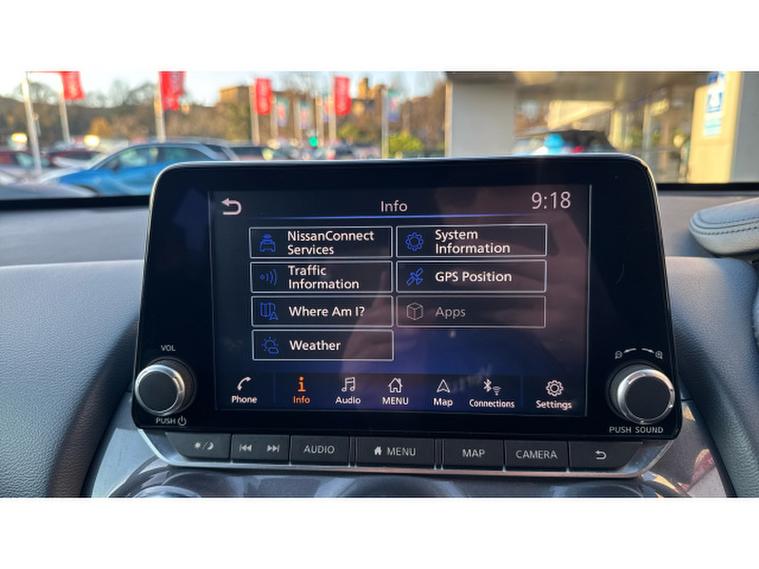 Info
9:18
NissanConnect
Services
System
Information
Traffic
Information
GPS Position
Where Am I?
Apps
Weather
Phone
Info
Audio
MENU
Map
Connections
Settings
VOL
PUSH
PUSH SOUND
AUDIO
MENU
MAP
CAMERA